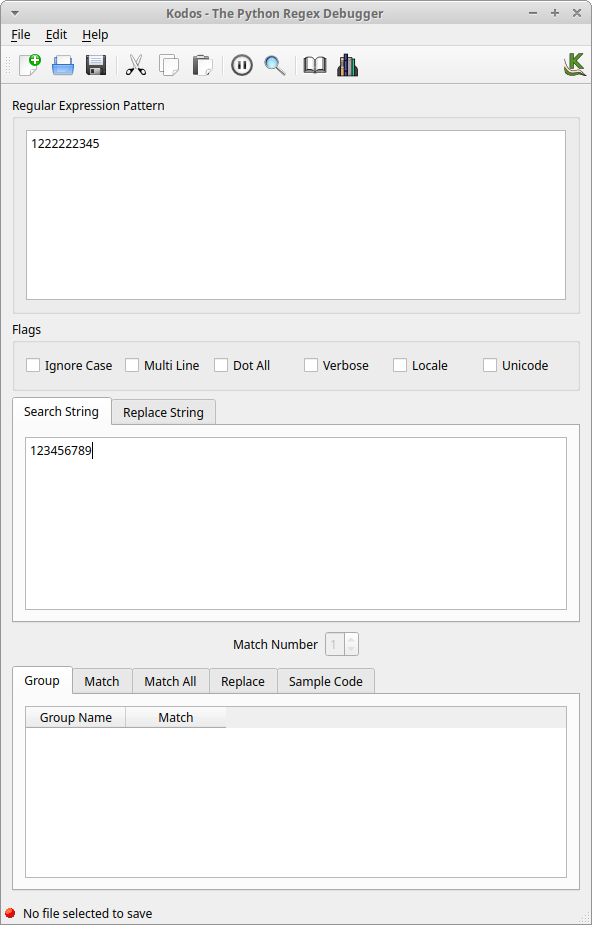 Kodos - The Python Regex Debugger
File Edit Help
K
Regular Expression Pattern
1222222345
Flags
Ignore Case Multi Line Dot All Verbose Locale Unicode
Search String Replace String
123456789
Match Number 1
Group Match Match All Replace Sample Code
Group Name Match
No file selected to save